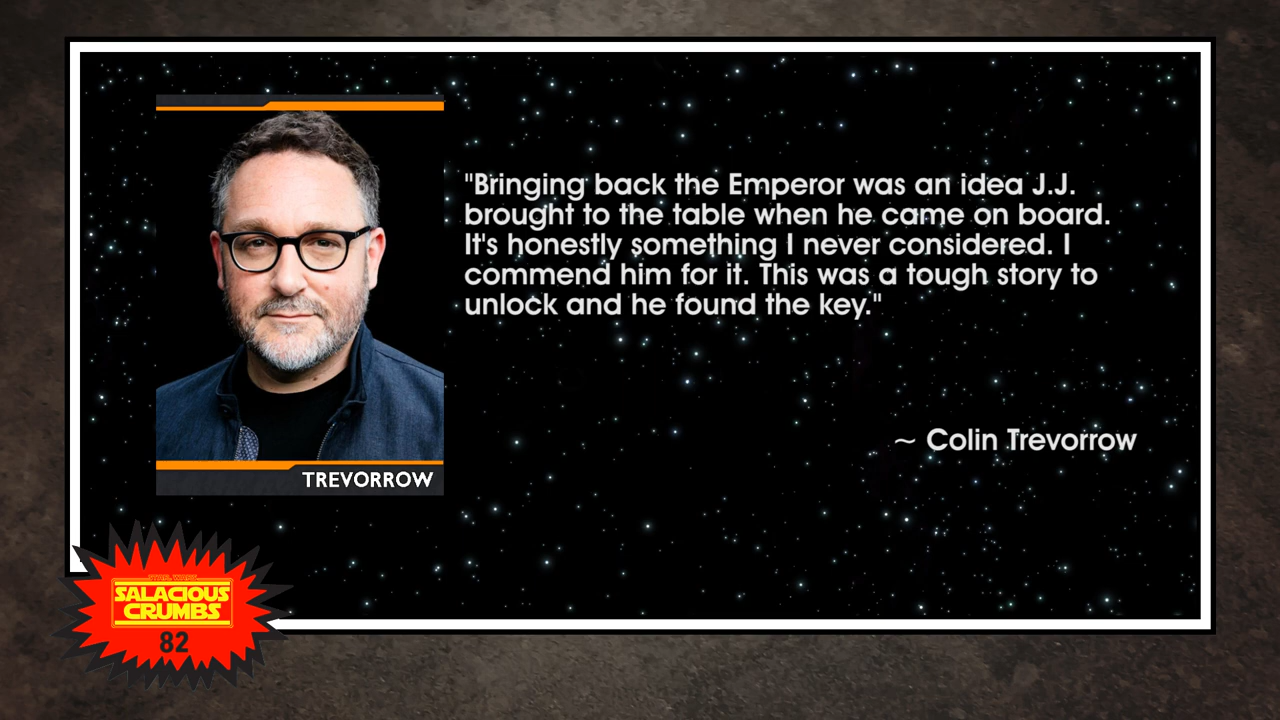 "Bringing back the Emperor was an idea J.J.
brought to the table when he came on board.
It's honestly something I never considered. I
commend him for it. This was a tough story to
unlock and he found the key."
~ Colin Trevorrow
TREVORROW
STAR WARS
SALACIOUS
CRUMBS
82